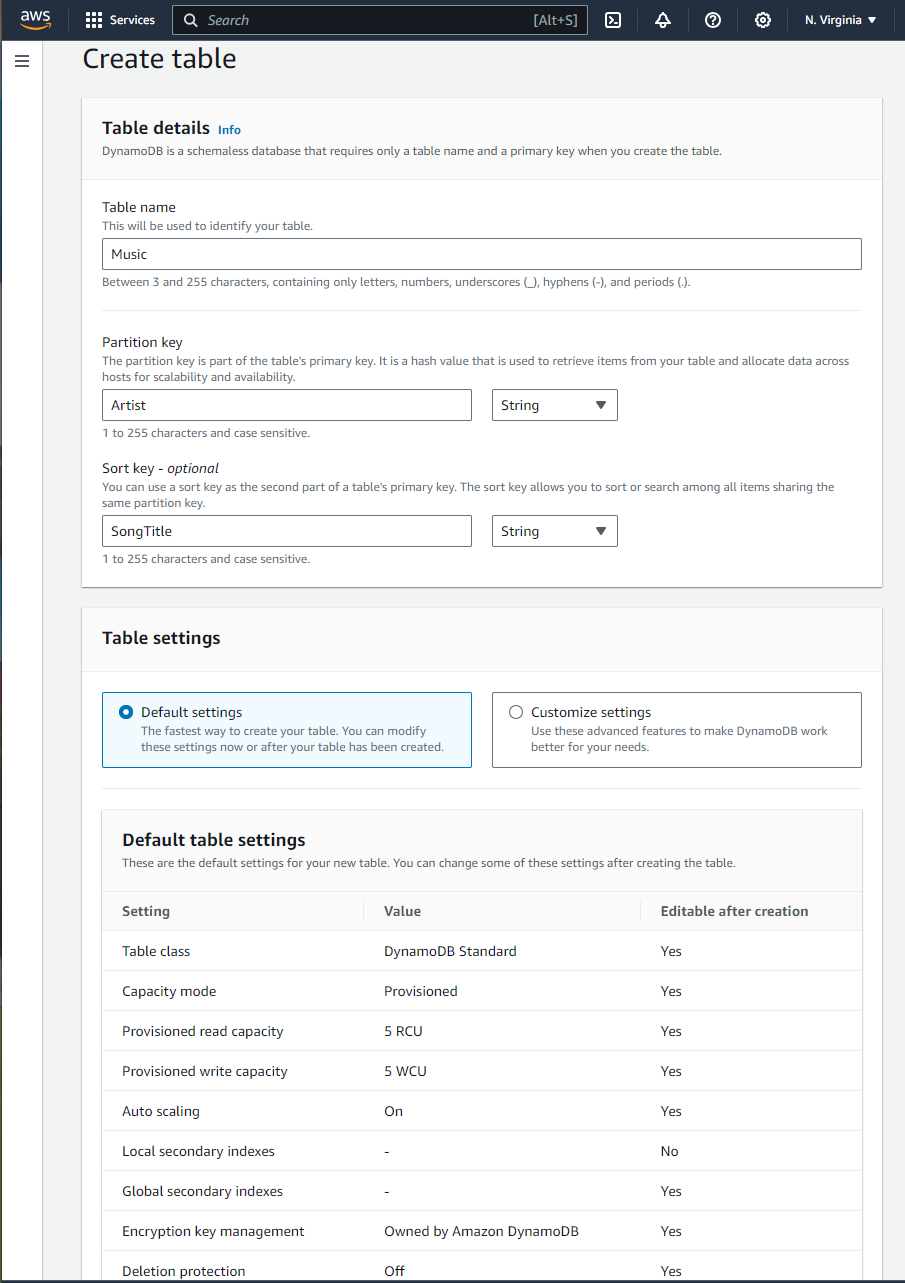 aws
Services
Search
[Alt+S]
N. Virginia
Create table
Table details Info
DynamoDB is a schemaless database that requires only a table name and a primary key when you create the table.
Table name
This will be used to identify your table.
Music
Between 3 and 255 characters, containing only letters, numbers, underscores (_), hyphens (-), and periods (.).
Partition key
The partition key is part of the table's primary key. It is a hash value that is used to retrieve items from your table and allocate data across
hosts for scalability and availability.
Artist
String
1 to 255 characters and case sensitive.
Sort key - optional
You can use a sort key as the second part of a table's primary key. The sort key allows you to sort or search among all items sharing the
same partition key.
SongTitle
String
1 to 255 characters and case sensitive.
Table settings
Default settings
The fastest way to create your table. You can modify
these settings now or after your table has been created.
Customize settings
Use these advanced features to make DynamoDB work
better for your needs.
Default table settings
These are the default settings for your new table. You can change some of these settings after creating the table.
Setting Value Editable after creation
Table class DynamoDB Standard Yes
Capacity mode Provisioned Yes
Provisioned read capacity 5 RCU Yes
Provisioned write capacity 5 WCU Yes
Auto scaling On Yes
Local secondary indexes - No
Global secondary indexes - Yes
Encryption key management Owned by Amazon DynamoDB Yes
Deletion protection Off Yes